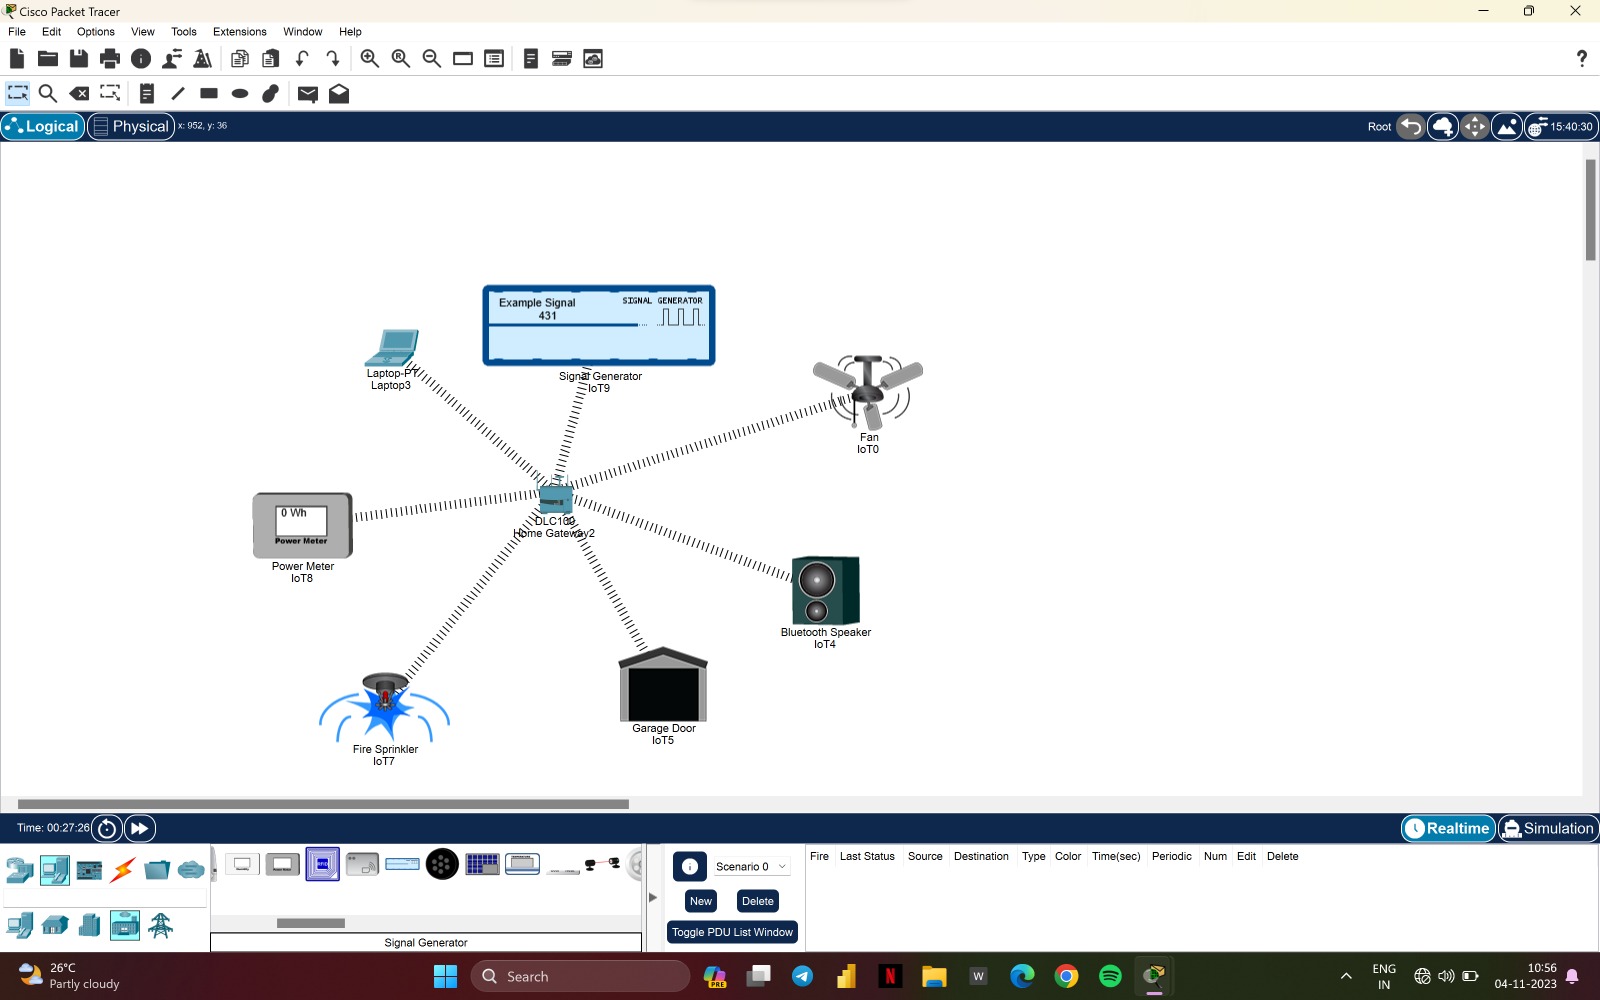 Cisco Packet Tracer
File Edit Options View Tools Extensions Window Help
Logical Physical x: 952, y: 36 Root 15:40:30
Example Signal SIGNAL GENERATOR
431
Signal Generator
IoT9
Laptop-PT
Laptop3
Fan
IoT0
0 Wh
Power Meter
Power Meter
IoT8
DLC100
Home Gateway2
Bluetooth Speaker
IoT4
Garage Door
IoT5
Fire Sprinkler
IoT7
Time: 00:27:26 Realtime Simulation
Scenario 0
New Delete
Toggle PDU List Window
Fire Last Status Source Destination Type Color Time(sec) Periodic Num Edit Delete
Signal Generator
26°C
Partly cloudy
Search
PRE
N
W
ENG
IN
10:56
04-11-2023